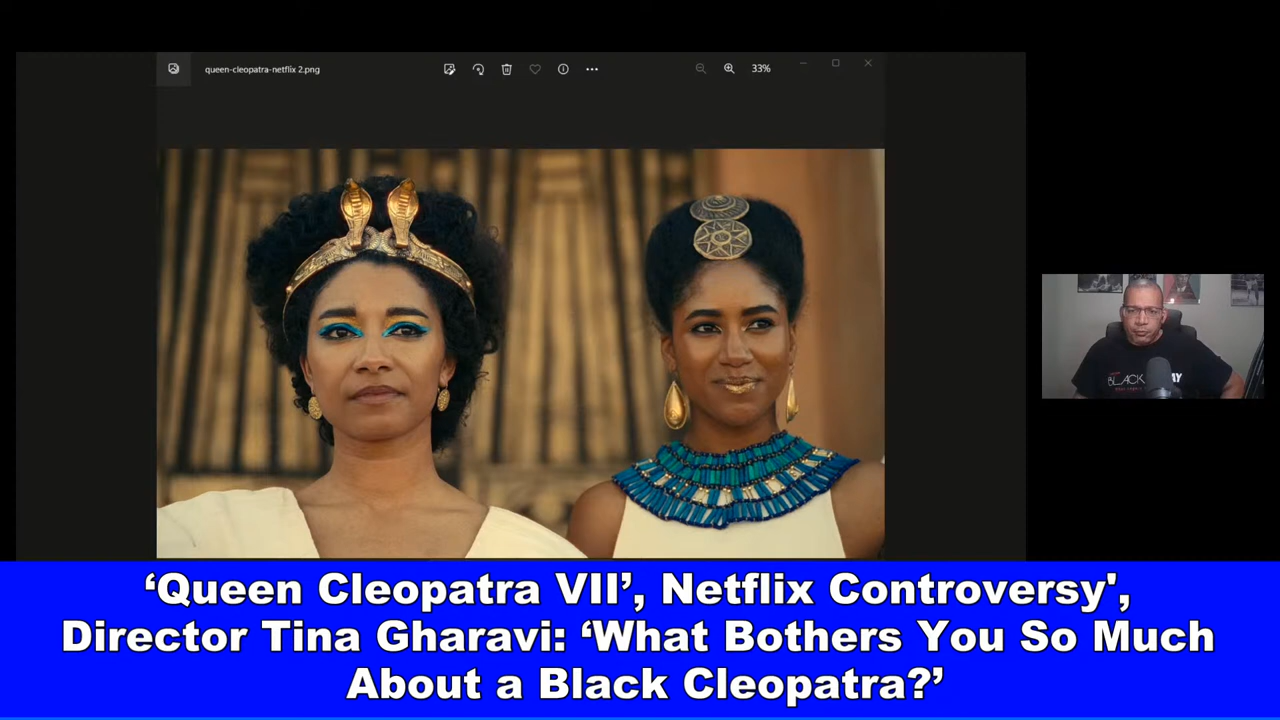 queen-cleopatra-netflix 2.png
33%
BLACK
‘Queen Cleopatra VII’, Netflix Controversy',
Director Tina Gharavi: ‘What Bothers You So Much
About a Black Cleopatra?’